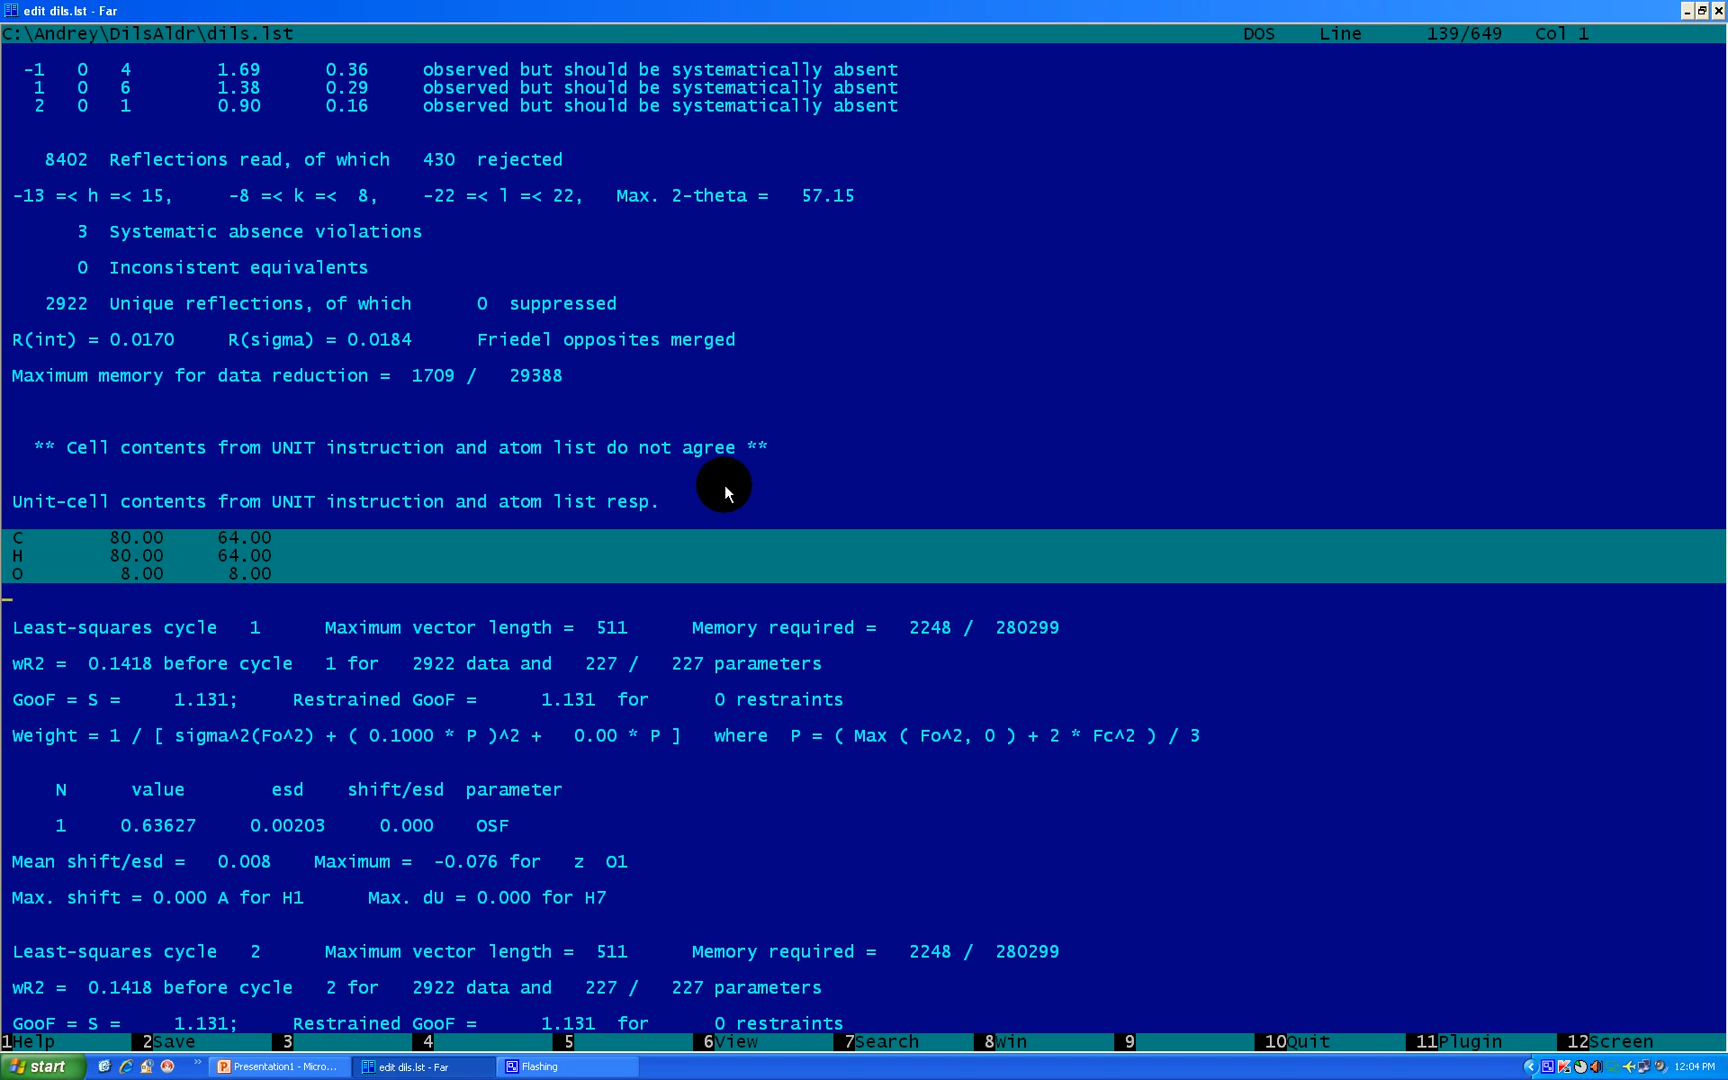 edit dils.lst - Far
C:\Andrey\DilsAldr\dils.lst DOS Line 139/649 Col 1
-1 0 4 1.69 0.36 observed but should be systematically absent
1 0 6 1.38 0.29 observed but should be systematically absent
2 0 1 0.90 0.16 observed but should be systematically absent
8402 Reflections read, of which 430 rejected
-13 =< h =< 15, -8 =< k =< 8, -22 =< l =< 22, Max. 2-theta = 57.15
3 Systematic absence violations
0 Inconsistent equivalents
2922 Unique reflections, of which 0 suppressed
R(int) = 0.0170 R(sigma) = 0.0184 Friedel opposites merged
Maximum memory for data reduction = 1709 / 29388
** Cell contents from UNIT instruction and atom list do not agree **
Unit-cell contents from UNIT instruction and atom list resp.
C 80.00 64.00
H 80.00 64.00
O 8.00 8.00
Least-squares cycle 1 Maximum vector length = 511 Memory required = 2248 / 280299
wR2 = 0.1418 before cycle 1 for 2922 data and 227 / 227 parameters
GooF = S = 1.131; Restrained GooF = 1.131 for 0 restraints
Weight = 1 / [ sigma^2(Fo^2) + ( 0.1000 * P )^2 + 0.00 * P ] where P = ( Max ( Fo^2, 0 ) + 2 * Fc^2 ) / 3
N value esd shift/esd parameter
1 0.63627 0.00203 0.000 OSF
Mean shift/esd = 0.008 Maximum = -0.076 for z O1
Max. shift = 0.000 A for H1 Max. dU = 0.000 for H7
Least-squares cycle 2 Maximum vector length = 511 Memory required = 2248 / 280299
wR2 = 0.1418 before cycle 2 for 2922 data and 227 / 227 parameters
GooF = S = 1.131; Restrained GooF = 1.131 for 0 restraints
1Help 2Save 3 4 5 6View 7Search 8Win 9 10Quit 11Plugin 12Screen
start Presentation1 - Micro... edit dils.lst - Far Flashing 12:04 PM